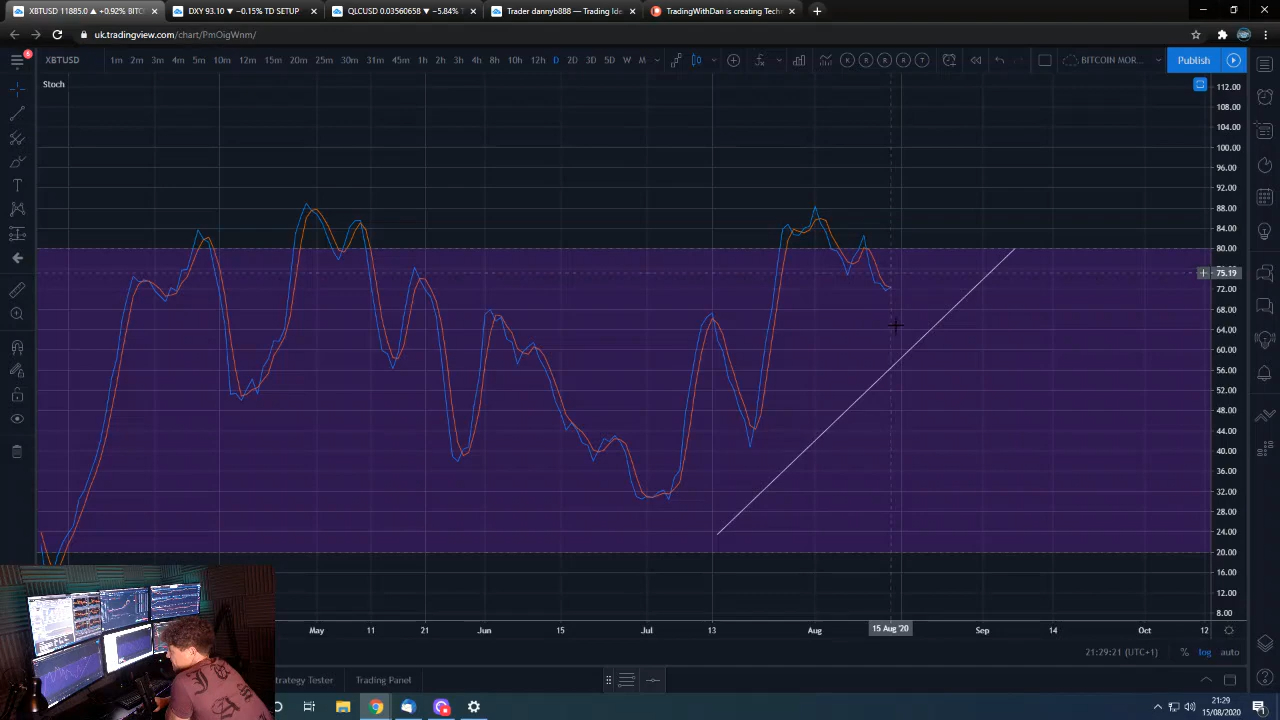 XBTUSD 11885.0 ▲ +0.92% BITC
DXY 93.10 ▼ −0.15% TD SETUP
QLCUSD 0.03560658 ▼ −5.84%
Trader dannyb888 — Trading Ide
TradingWithDan is creating Tech
uk.tradingview.com/chart/PmOigWnm/
8
XBTUSD
1m 2m 3m 4m 5m 10m 12m 15m 20m 25m 30m 31m 45m 1h 2h 3h 4h 8h 10h 12h D 2D 3D 5D W M
K R R R T
BITCOIN MOR...
Publish
Stoch
112.00
108.00
104.00
100.00
96.00
92.00
88.00
84.00
80.00
75.19
72.00
68.00
64.00
60.00
56.00
52.00
48.00
44.00
40.00
36.00
32.00
28.00
24.00
20.00
16.00
12.00
8.00
May 11 21 Jun 15 Jul 13 Aug 15 Aug '20 Sep 14 Oct 12
21:29:21 (UTC+1) % log auto
trategy Tester Trading Panel
21:29
15/08/2020
1